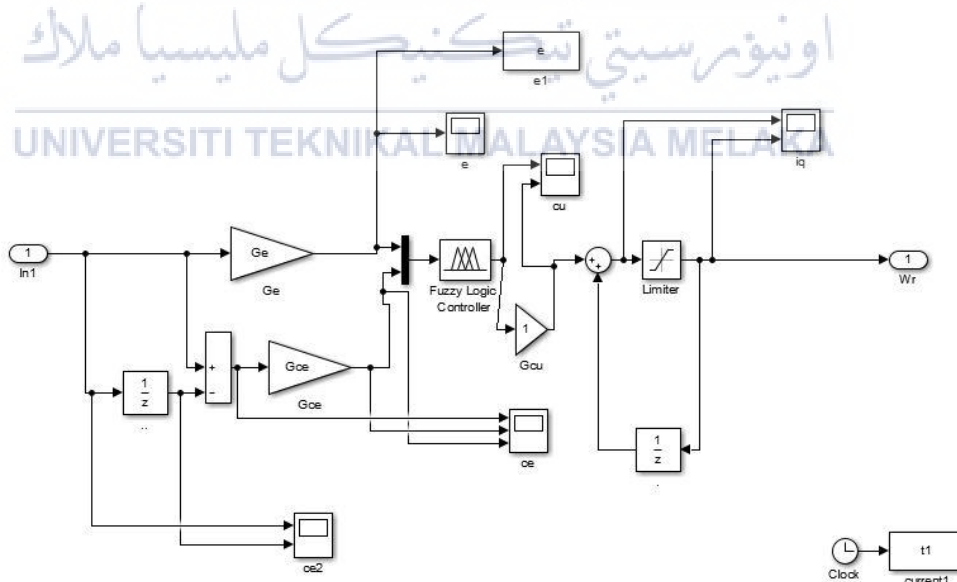 اونيۏرسيتي تيكنيكل مليسيا ملاك
UNIVERSITI TEKNIKAL MALAYSIA MELAKA
e
e1
e
iq
cu
1
In1
Ge
Ge
Fuzzy Logic
Controller
+
+
Limiter
1
Wr
1
Gcu
+
−
Gce
Gce
1
z
..
ce
1
z
.
ce2
Clock
t1
current1